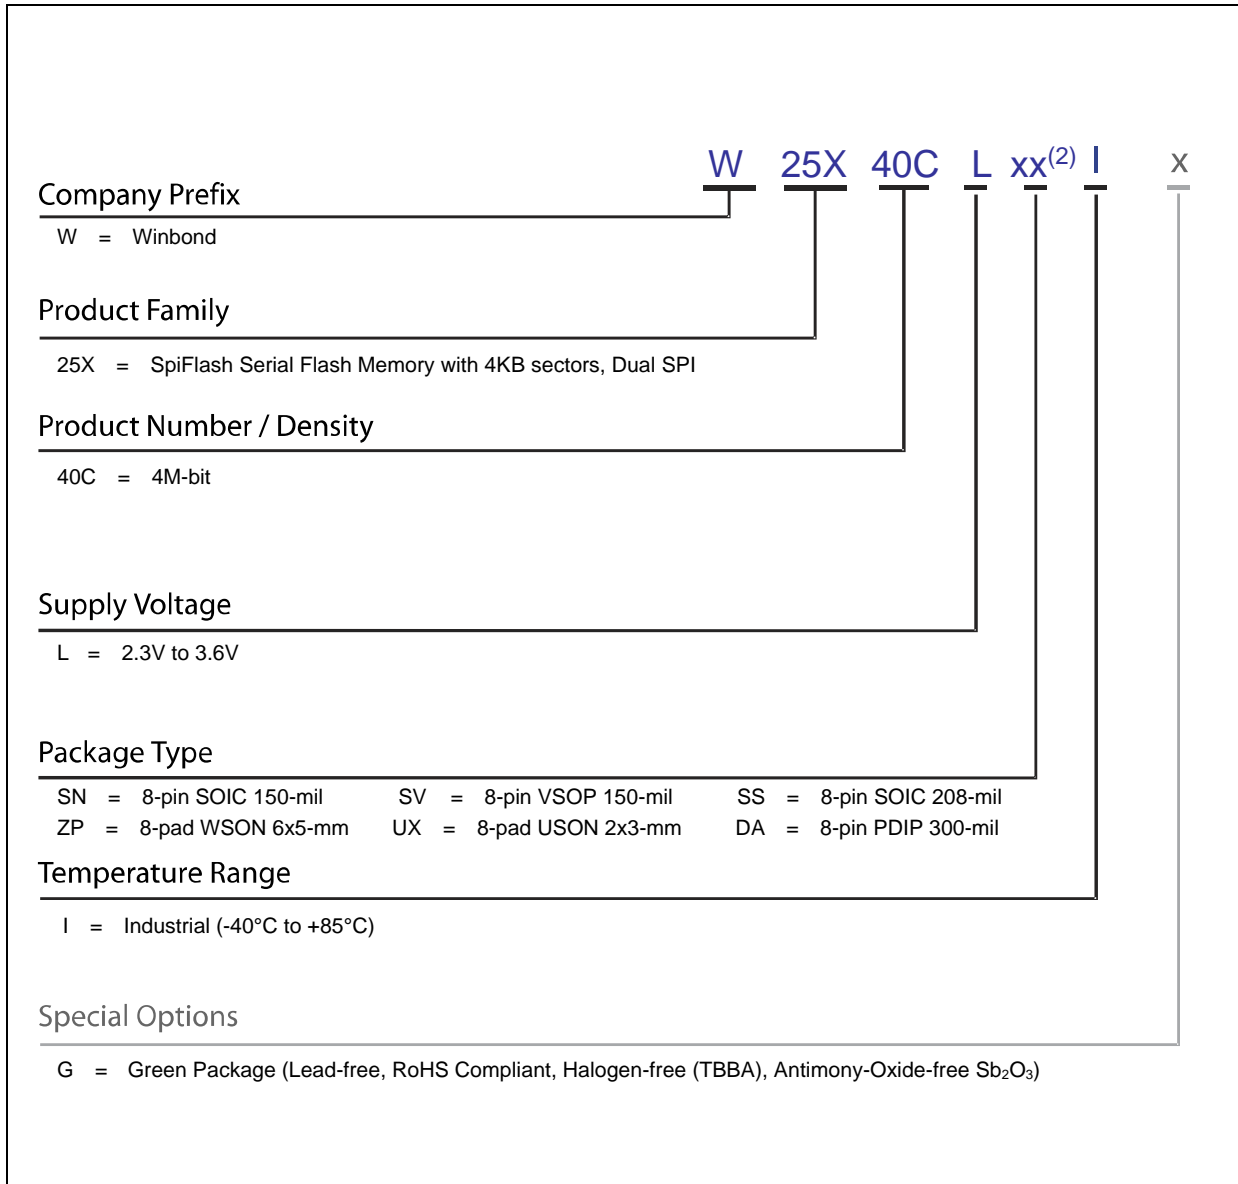 W 25X 40C L xx(2) I x
Company Prefix
W = Winbond
Product Family
25X = SpiFlash Serial Flash Memory with 4KB sectors, Dual SPI
Product Number / Density
40C = 4M-bit
Supply Voltage
L = 2.3V to 3.6V
Package Type
SN = 8-pin SOIC 150-mil SV = 8-pin VSOP 150-mil SS = 8-pin SOIC 208-mil
ZP = 8-pad WSON 6x5-mm UX = 8-pad USON 2x3-mm DA = 8-pin PDIP 300-mil
Temperature Range
I = Industrial (-40°C to +85°C)
Special Options
G = Green Package (Lead-free, RoHS Compliant, Halogen-free (TBBA), Antimony-Oxide-free Sb₂O₃)